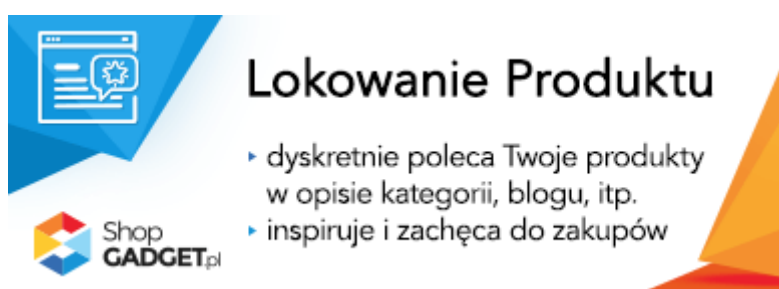 Lokowanie Produktu
dyskretnie poleca Twoje produkty
w opisie kategorii, blogu, itp.
inspiruje i zachęca do zakupów
Shop
GADGET.pl